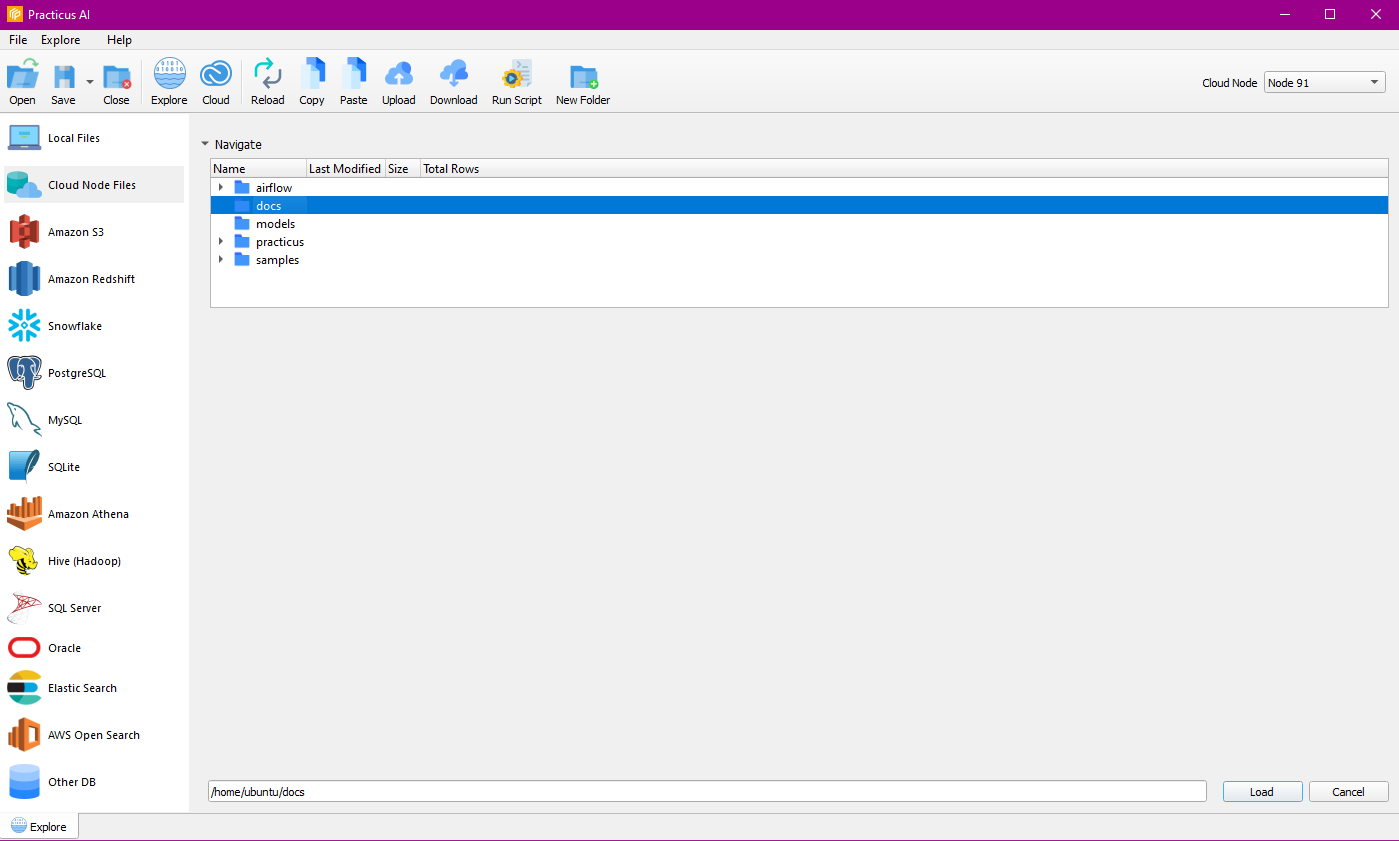 Practicus AI
File Explore Help
Open Save Close Explore Cloud Reload Copy Paste Upload Download Run Script New Folder Cloud Node Node 91
Local Files
Cloud Node Files
Amazon S3
Amazon Redshift
Snowflake
PostgreSQL
MySQL
SQLite
Amazon Athena
Hive (Hadoop)
SQL Server
Oracle
Elastic Search
AWS Open Search
Other DB
Navigate
Name Last Modified Size Total Rows
airflow
docs
models
practicus
samples
/home/ubuntu/docs Load Cancel
Explore